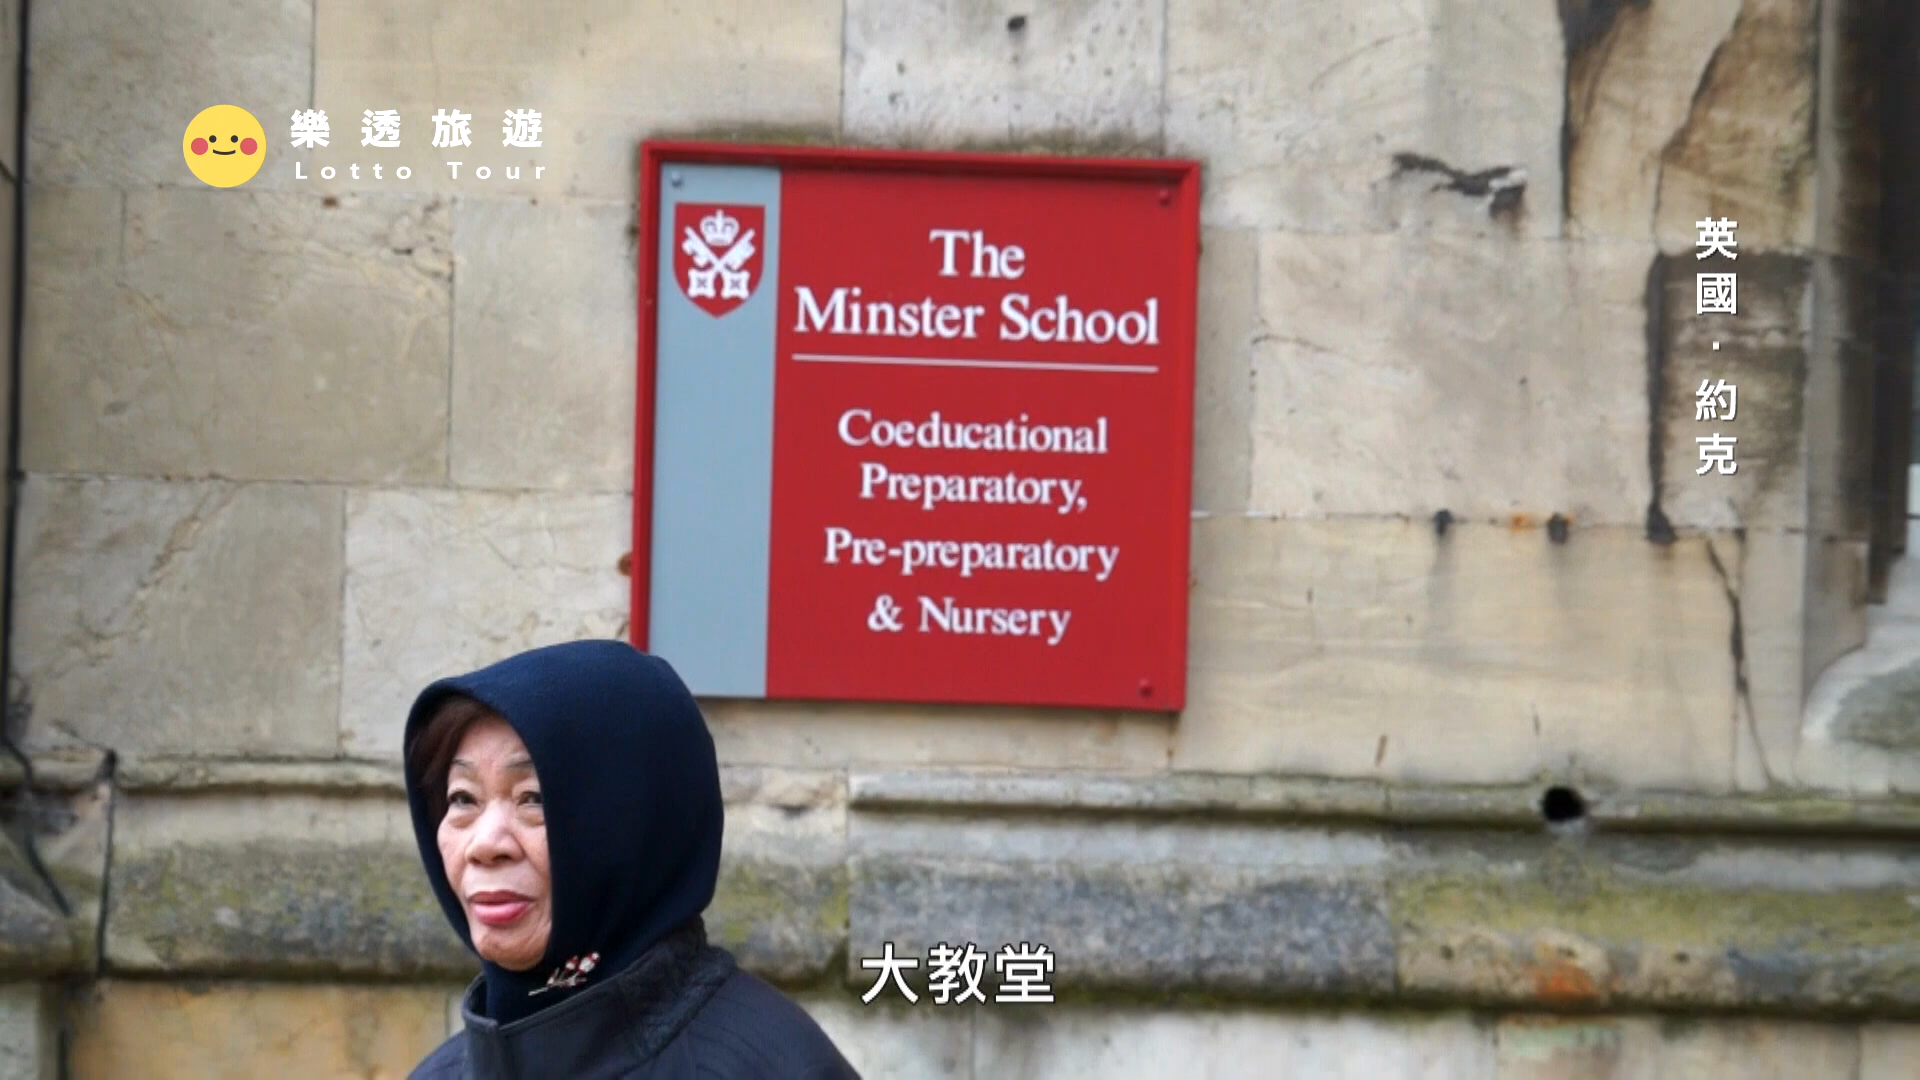 樂透旅遊
Lotto Tour
The
Minster School
Coeducational
Preparatory,
Pre-preparatory
& Nursery
英國·約克
大教堂